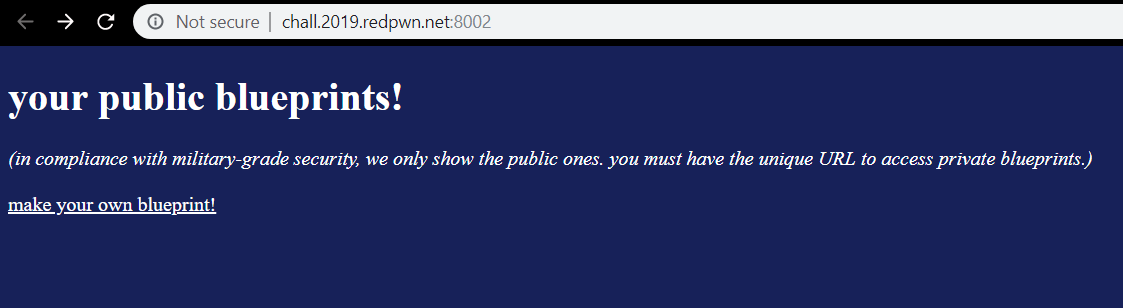 Not secure | chall.2019.redpwn.net:8002
your public blueprints!
(in compliance with military-grade security, we only show the public ones. you must have the unique URL to access private blueprints.)
make your own blueprint!